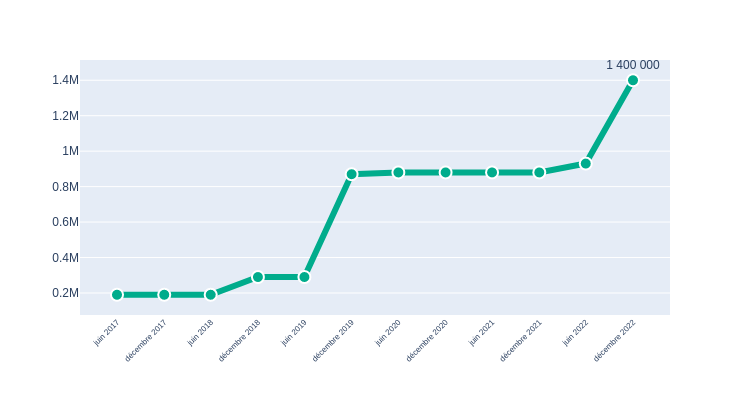 1 400 000
1.4M
1.2M
1M
0.8M
0.6M
0.4M
0.2M
juin 2017
décembre 2017
juin 2018
décembre 2018
juin 2019
décembre 2019
juin 2020
décembre 2020
juin 2021
décembre 2021
juin 2022
décembre 2022